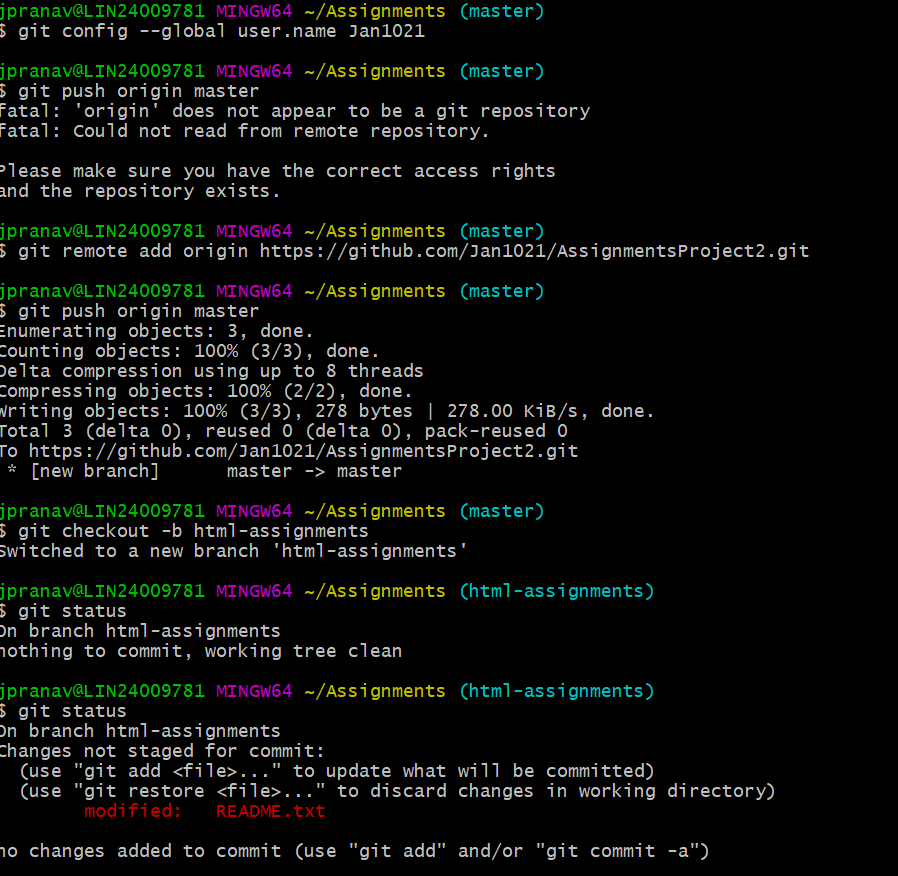 jpranav@LIN24009781 MINGW64 ~/Assignments (master)
$ git config --global user.name Jan1021
jpranav@LIN24009781 MINGW64 ~/Assignments (master)
$ git push origin master
fatal: 'origin' does not appear to be a git repository
fatal: Could not read from remote repository.
Please make sure you have the correct access rights
and the repository exists.
jpranav@LIN24009781 MINGW64 ~/Assignments (master)
$ git remote add origin https://github.com/Jan1021/AssignmentsProject2.git
jpranav@LIN24009781 MINGW64 ~/Assignments (master)
$ git push origin master
Enumerating objects: 3, done.
Counting objects: 100% (3/3), done.
Delta compression using up to 8 threads
Compressing objects: 100% (2/2), done.
Writing objects: 100% (3/3), 278 bytes | 278.00 KiB/s, done.
Total 3 (delta 0), reused 0 (delta 0), pack-reused 0
To https://github.com/Jan1021/AssignmentsProject2.git
 * [new branch]      master -> master
jpranav@LIN24009781 MINGW64 ~/Assignments (master)
$ git checkout -b html-assignments
Switched to a new branch 'html-assignments'
jpranav@LIN24009781 MINGW64 ~/Assignments (html-assignments)
$ git status
On branch html-assignments
nothing to commit, working tree clean
jpranav@LIN24009781 MINGW64 ~/Assignments (html-assignments)
$ git status
On branch html-assignments
Changes not staged for commit:
  (use "git add <file>..." to update what will be committed)
  (use "git restore <file>..." to discard changes in working directory)
        modified:   README.txt
no changes added to commit (use "git add" and/or "git commit -a")